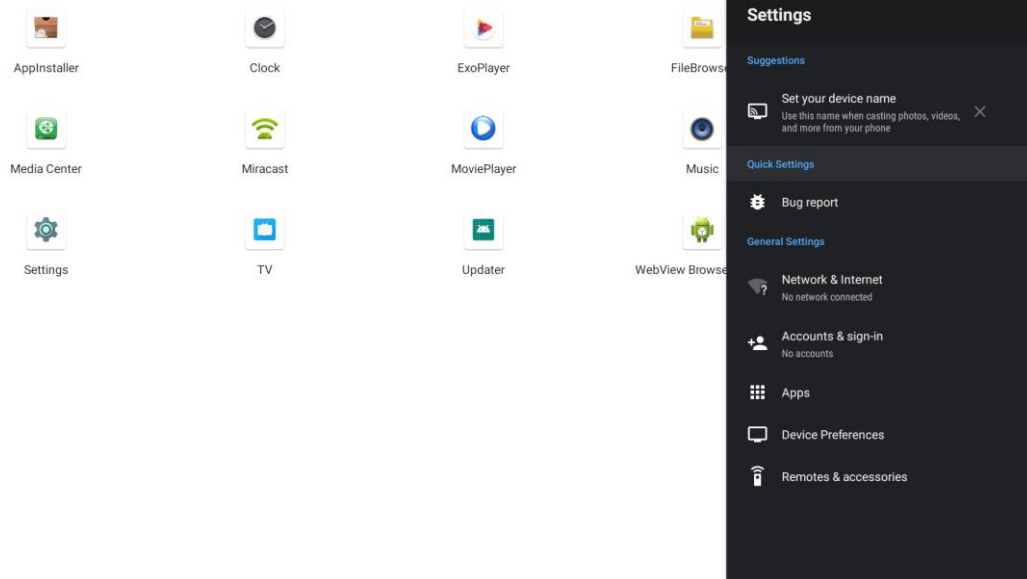 AppInstaller
Clock
ExoPlayer
FileBrowse
Media Center
Miracast
MoviePlayer
Music
Settings
TV
Updater
WebView Browse
Settings
Suggestions
Set your device name
Use this name when casting photos, videos,
and more from your phone
Quick Settings
Bug report
General Settings
Network & Internet
No network connected
Accounts & sign-in
No accounts
Apps
Device Preferences
Remotes & accessories